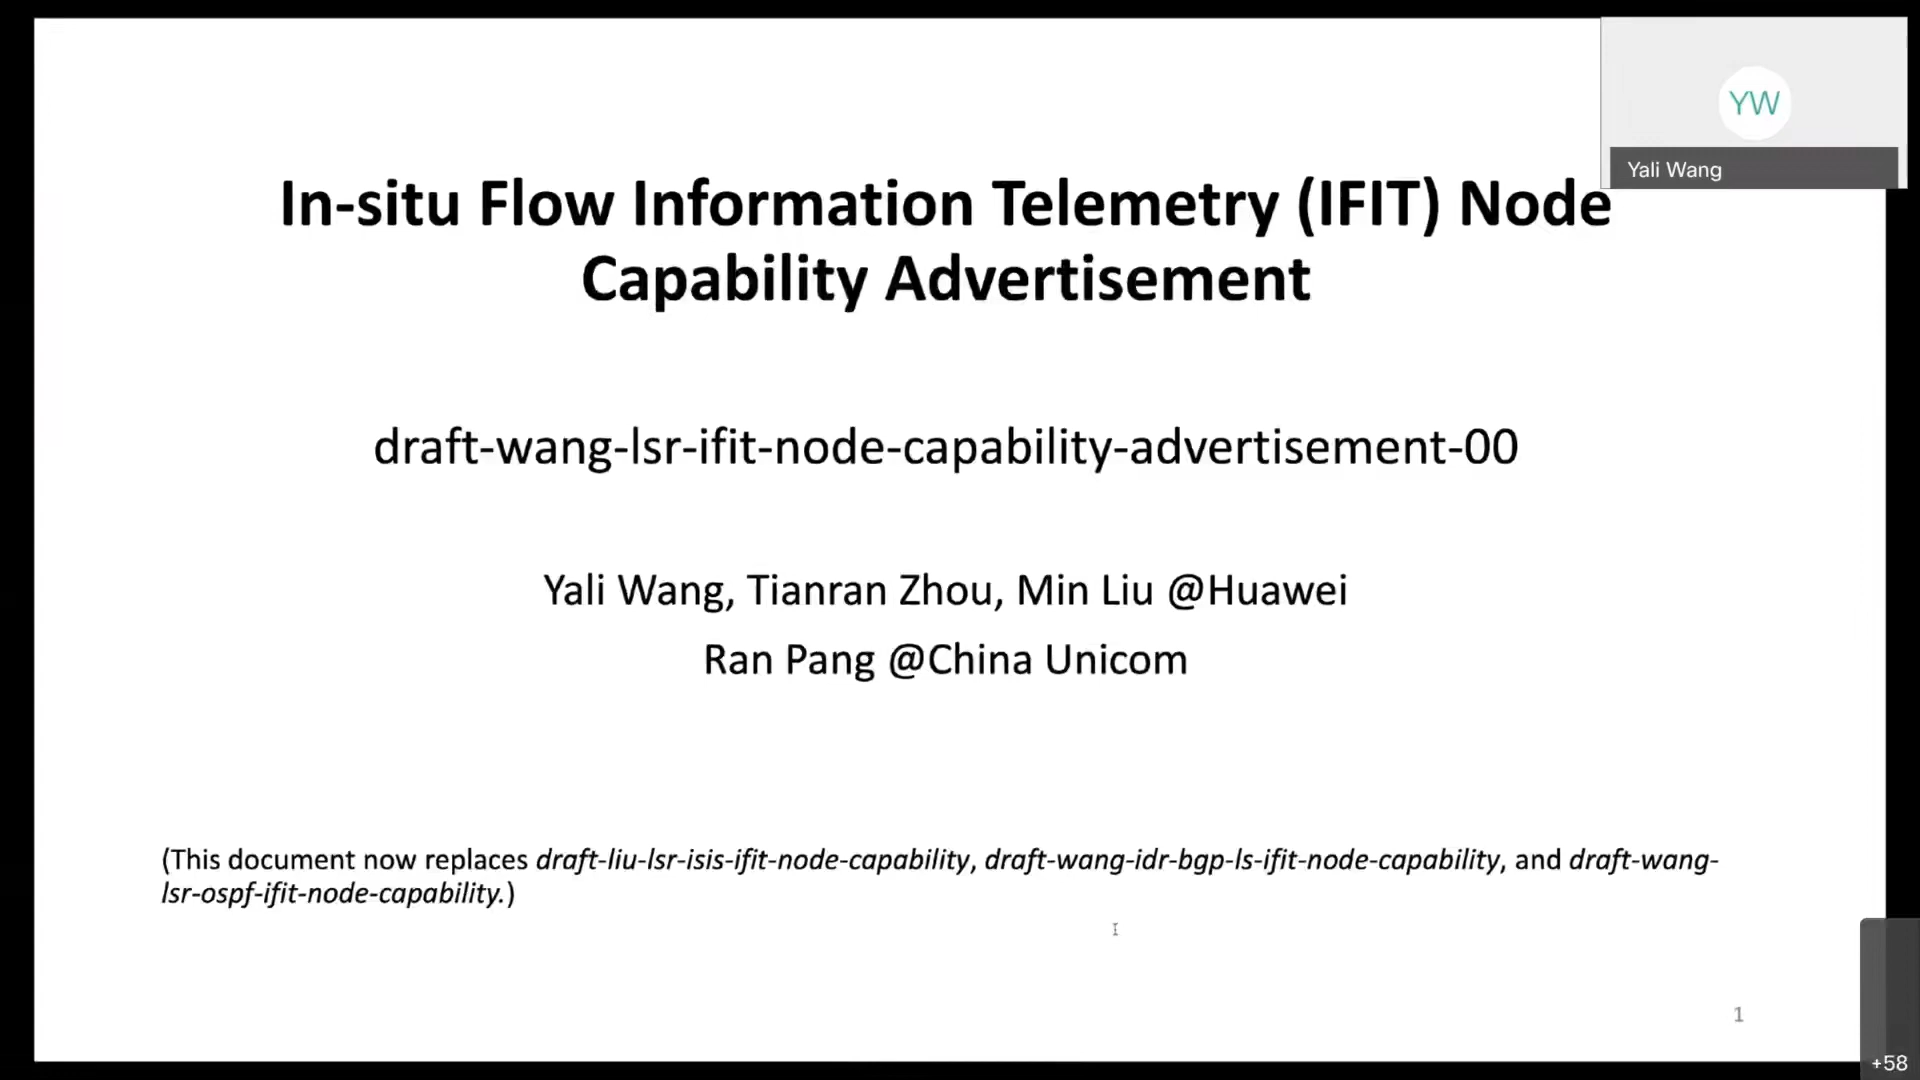 YW
Yali Wang
In-situ Flow Information Telemetry (IFIT) Node
Capability Advertisement
draft-wang-lsr-ifit-node-capability-advertisement-00
Yali Wang, Tianran Zhou, Min Liu @Huawei
Ran Pang @China Unicom
(This document now replaces draft-liu-lsr-isis-ifit-node-capability, draft-wang-idr-bgp-ls-ifit-node-capability, and draft-wang-
lsr-ospf-ifit-node-capability.)
1
+58